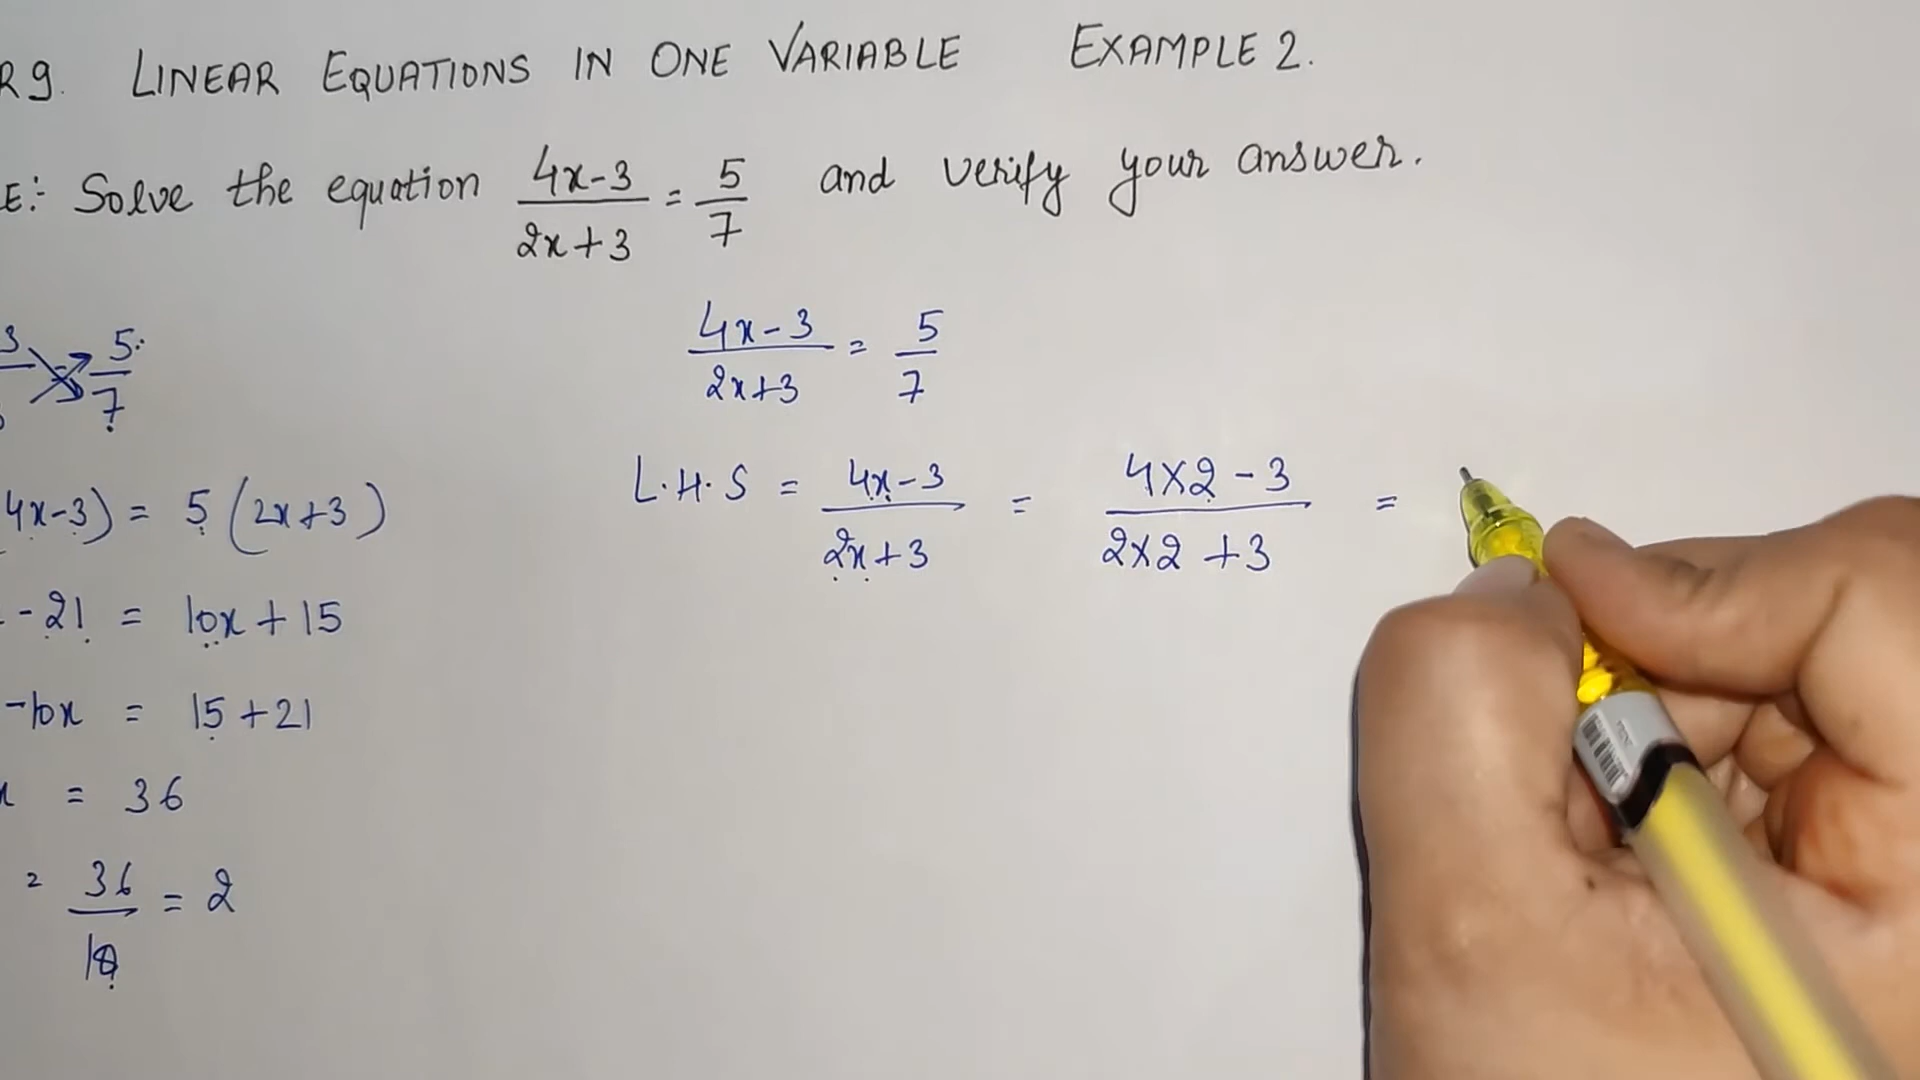 R 9. LINEAR EQUATIONS IN ONE VARIABLE EXAMPLE 2.
E:- Solve the equation (4x-3)/(2x+3) = 5/7 and verify your answer.
3 = 5/7
4x-3) = 5 (2x+3)
- 21 = 10x + 15
-10x = 15 + 21
x = 36
= 36/18 = 2
(4x-3)/(2x+3) = 5/7
L.H.S = (4x-3)/(2x+3) = (4×2-3)/(2×2+3) =